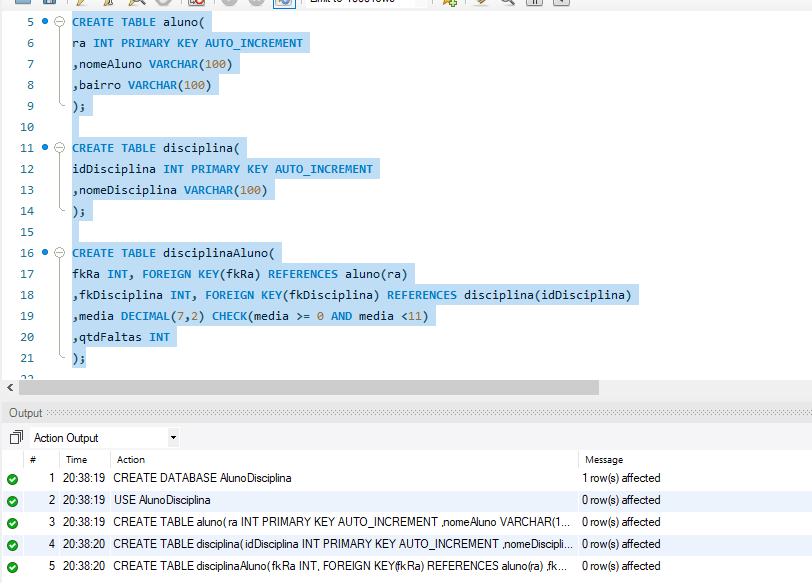 5 CREATE TABLE aluno(
6 ra INT PRIMARY KEY AUTO_INCREMENT
7 ,nomeAluno VARCHAR(100)
8 ,bairro VARCHAR(100)
9 );
10
11 CREATE TABLE disciplina(
12 idDisciplina INT PRIMARY KEY AUTO_INCREMENT
13 ,nomeDisciplina VARCHAR(100)
14 );
15
16 CREATE TABLE disciplinaAluno(
17 fkRa INT, FOREIGN KEY(fkRa) REFERENCES aluno(ra)
18 ,fkDisciplina INT, FOREIGN KEY(fkDisciplina) REFERENCES disciplina(idDisciplina)
19 ,media DECIMAL(7,2) CHECK(media >= 0 AND media <11)
20 ,qtdFaltas INT
21 );
Output
Action Output
# Time Action Message
1 20:38:19 CREATE DATABASE AlunoDisciplina 1 row(s) affected
2 20:38:19 USE AlunoDisciplina 0 row(s) affected
3 20:38:19 CREATE TABLE aluno( ra INT PRIMARY KEY AUTO_INCREMENT ,nomeAluno VARCHAR(1... 0 row(s) affected
4 20:38:20 CREATE TABLE disciplina( idDisciplina INT PRIMARY KEY AUTO_INCREMENT ,nomeDiscipli... 0 row(s) affected
5 20:38:20 CREATE TABLE disciplinaAluno( fkRa INT, FOREIGN KEY(fkRa) REFERENCES aluno(ra) ,fk... 0 row(s) affected